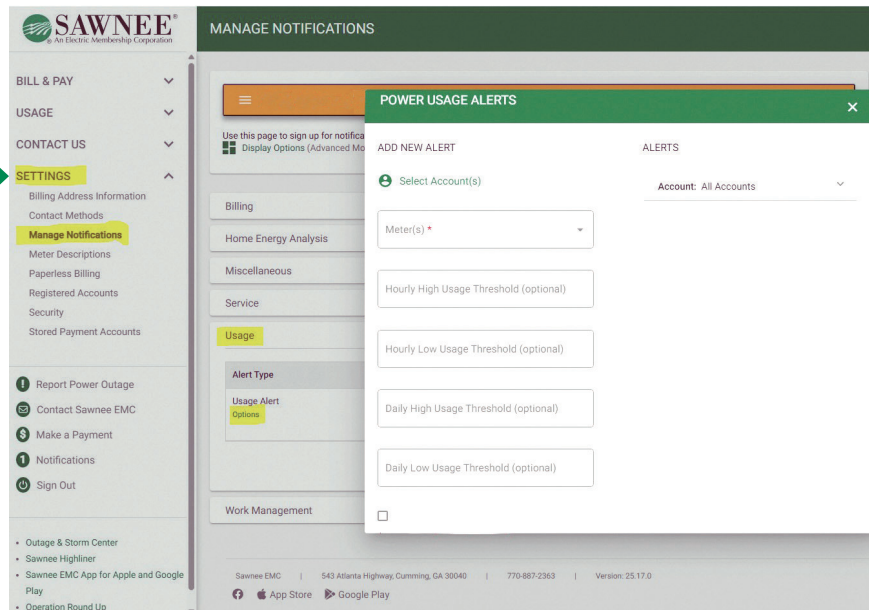 SAWNEE®
An Electric Membership Corporation
MANAGE NOTIFICATIONS
BILL & PAY
USAGE
CONTACT US
SETTINGS
Billing Address Information
Contact Methods
Manage Notifications
Meter Descriptions
Paperless Billing
Registered Accounts
Security
Stored Payment Accounts
Report Power Outage
Contact Sawnee EMC
Make a Payment
1 Notifications
Sign Out
• Outage & Storm Center
• Sawnee Highliner
• Sawnee EMC App for Apple and Google
Play
• Operation Round Up
Use this page to sign up for notifica
Display Options (Advanced Mo
Billing
Home Energy Analysis
Miscellaneous
Service
Usage
Alert Type
Usage Alert
Options
Work Management
POWER USAGE ALERTS
ADD NEW ALERT
Select Account(s)
Meter(s) *
Hourly High Usage Threshold (optional)
Hourly Low Usage Threshold (optional)
Daily High Usage Threshold (optional)
Daily Low Usage Threshold (optional)
ALERTS
Account: All Accounts
Sawnee EMC | 543 Atlanta Highway, Cumming, GA 30040 | 770-887-2363 | Version: 25.17.0
App Store Google Play